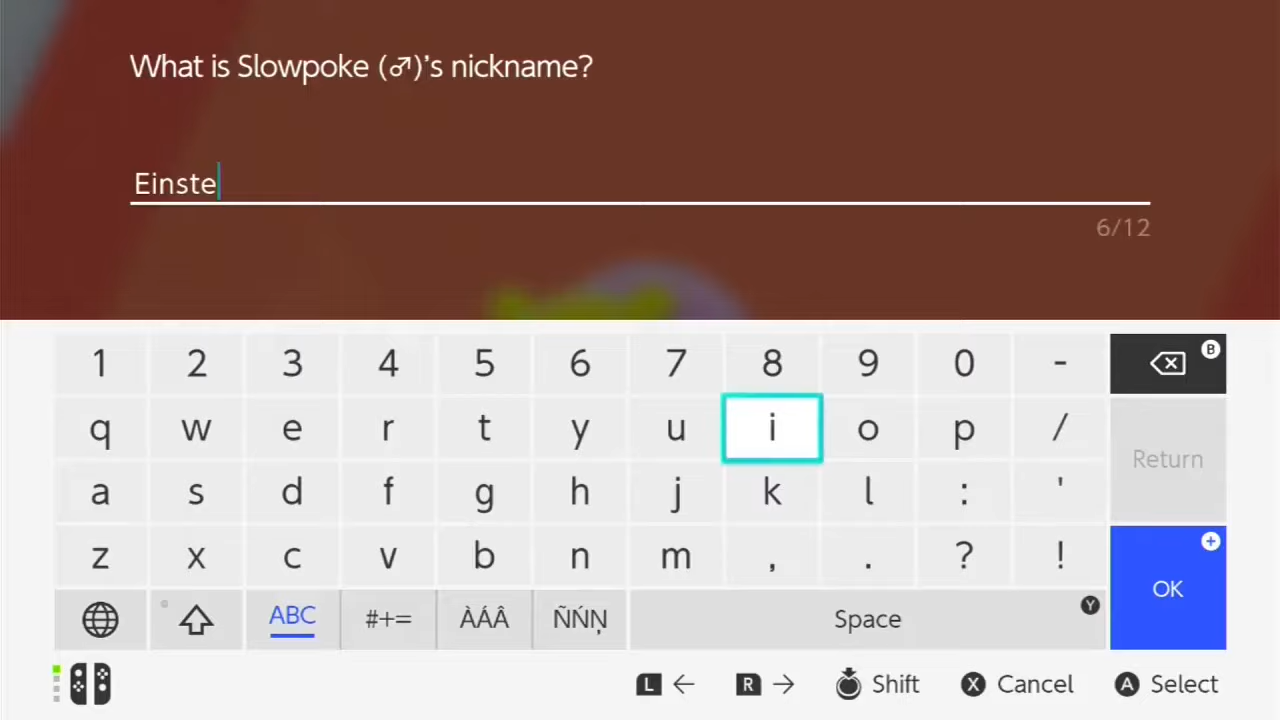 What is Slowpoke (♂)'s nickname?
Einste
6/12
1 2 3 4 5 6 7 8 9 0 - B
q w e r t y u i o p /
Return
a s d f g h j k l : '
z x c v b n m , . ? ! +
OK
ABC #+= ÀÁÂ ÑŃŅ Space Y
L ← R → Shift X Cancel A Select